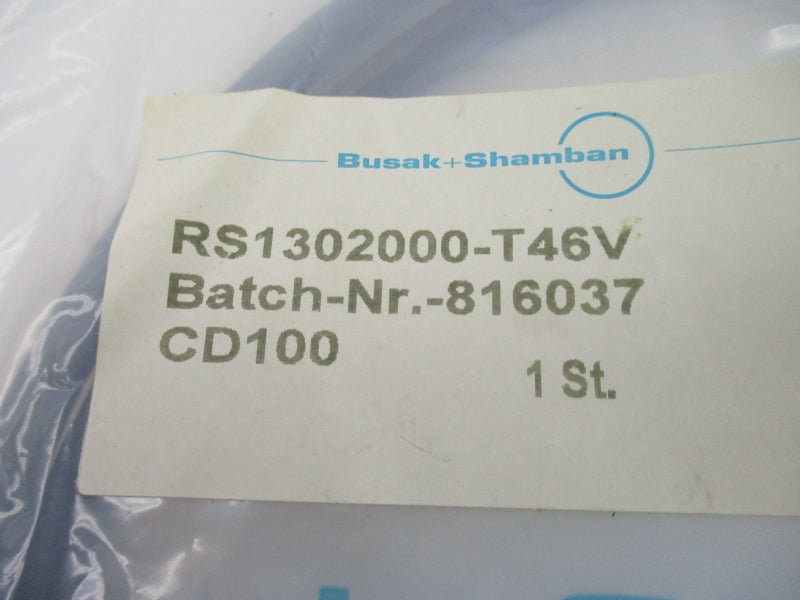 Busak+Shamban
RS1302000-T46V
Batch-Nr.-816037
CD100
1 St.